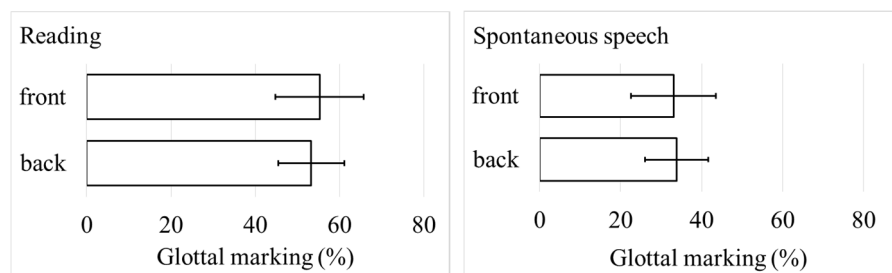 Reading
front
back
0 20 40 60 80
Glottal marking (%)
Spontaneous speech
front
back
0 20 40 60 80
Glottal marking (%)